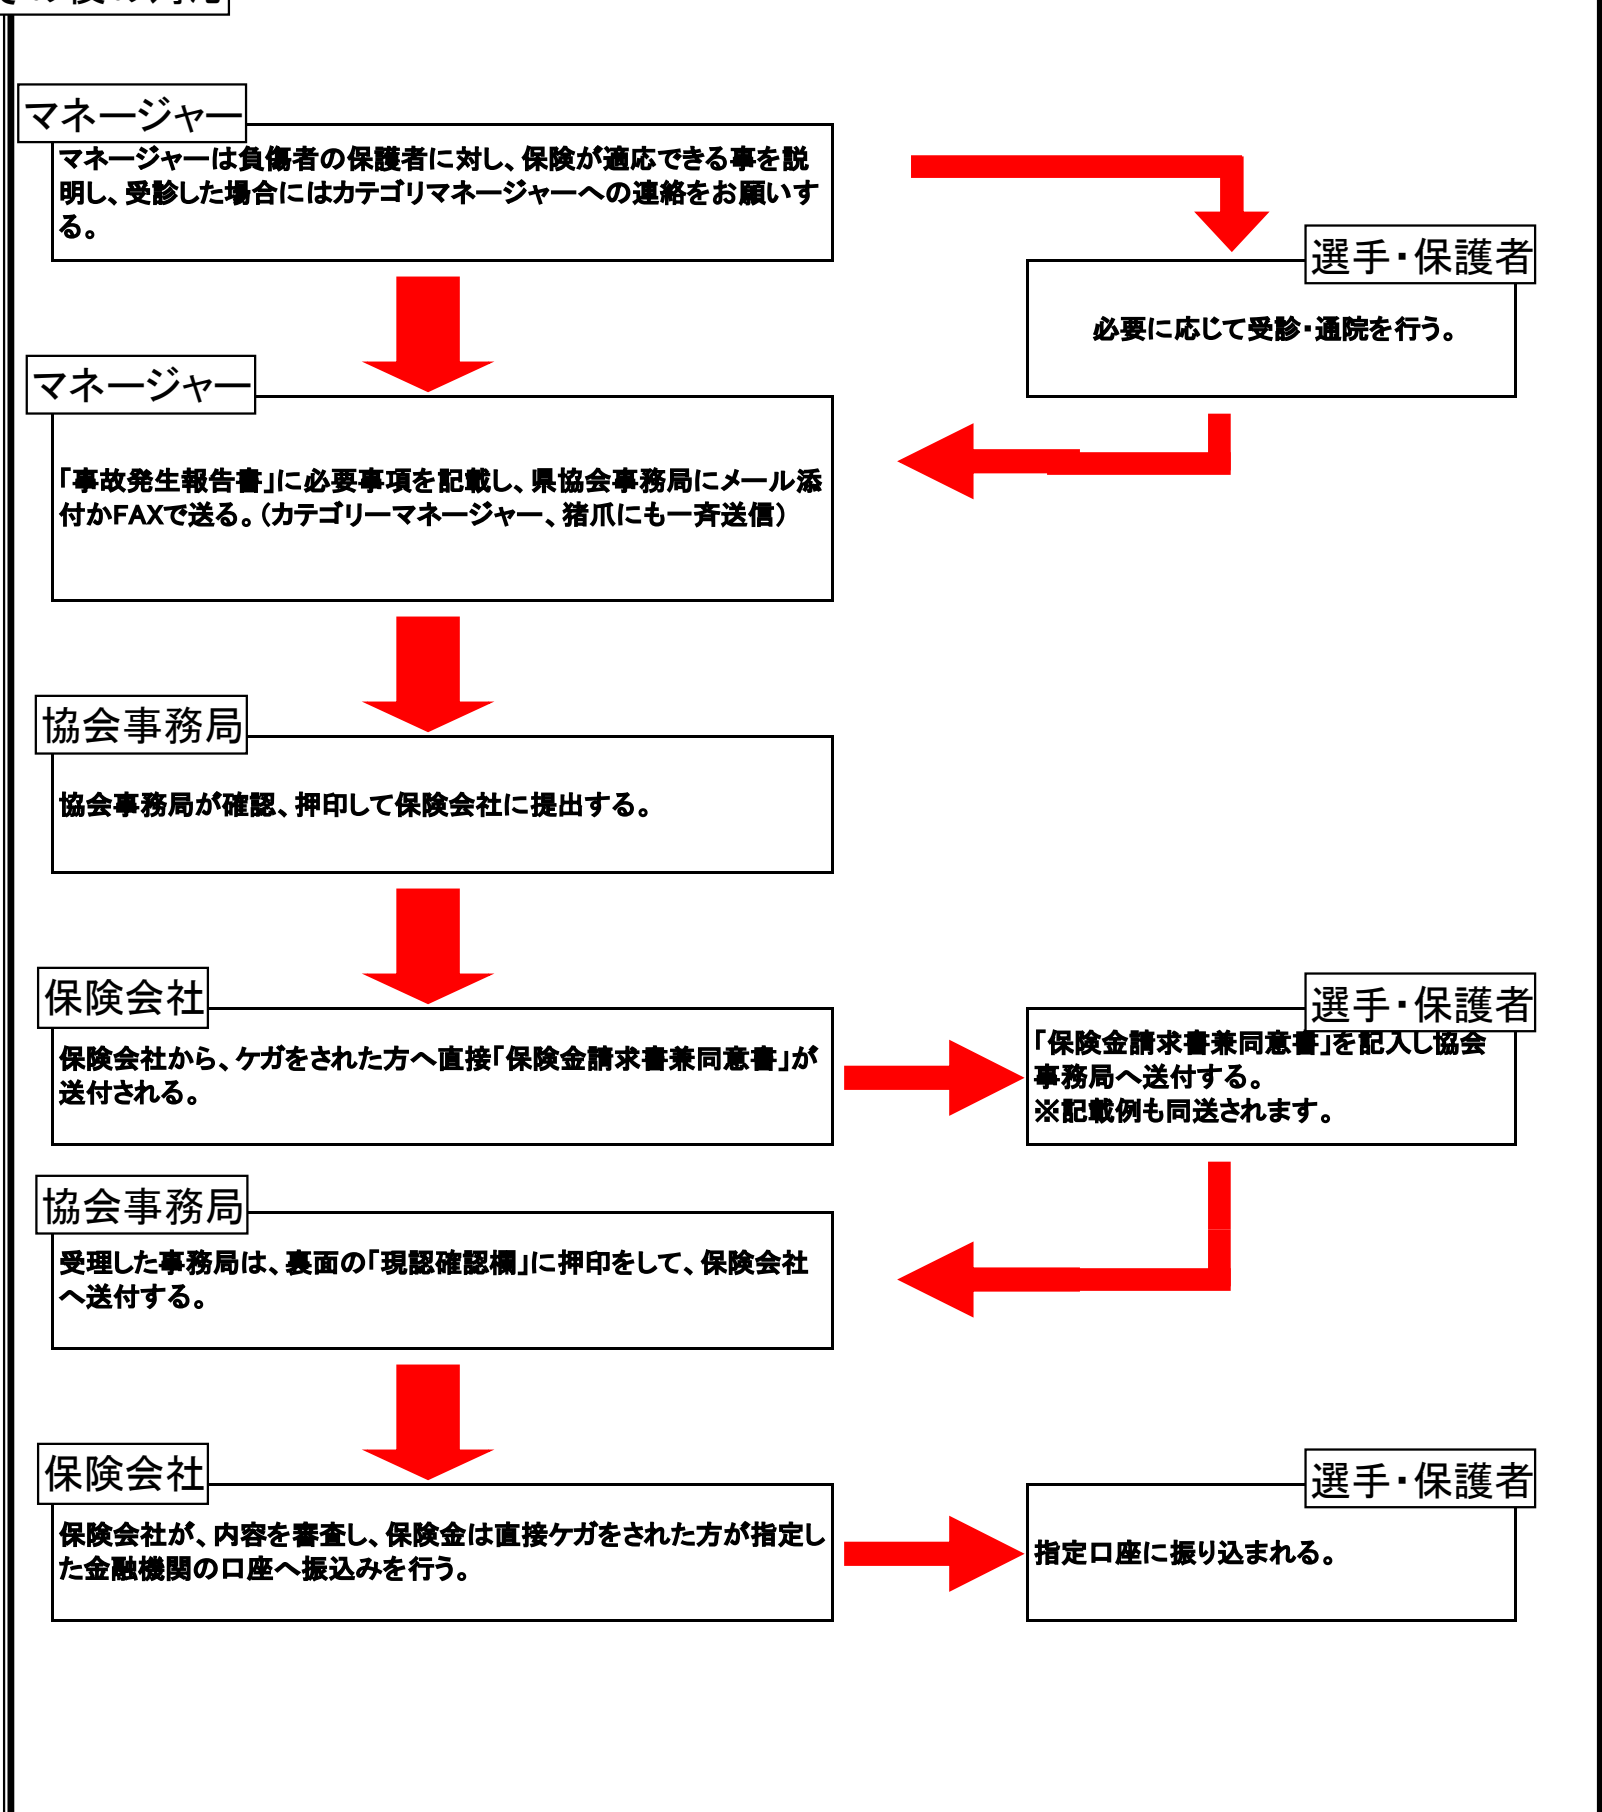 マネージャー
マネージャーは負傷者の保護者に対し、保険が適応できる事を説
明し、受診した場合にはカテゴリマネージャーへの連絡をお願いす
る。
選手・保護者
必要に応じて受診・通院を行う。
マネージャー
「事故発生報告書」に必要事項を記載し、県協会事務局にメール添
付かFAXで送る。（カテゴリーマネージャー、猪爪にも一斉送信）
協会事務局
協会事務局が確認、押印して保険会社に提出する。
保険会社
保険会社から、ケガをされた方へ直接「保険金請求書兼同意書」が
送付される。
選手・保護者
「保険金請求書兼同意書」を記入し協会
事務局へ送付する。
※記載例も同送されます。
協会事務局
受理した事務局は、裏面の「現認確認欄」に押印をして、保険会社
へ送付する。
保険会社
保険会社が、内容を審査し、保険金は直接ケガをされた方が指定し
た金融機関の口座へ振込みを行う。
選手・保護者
指定口座に振り込まれる。